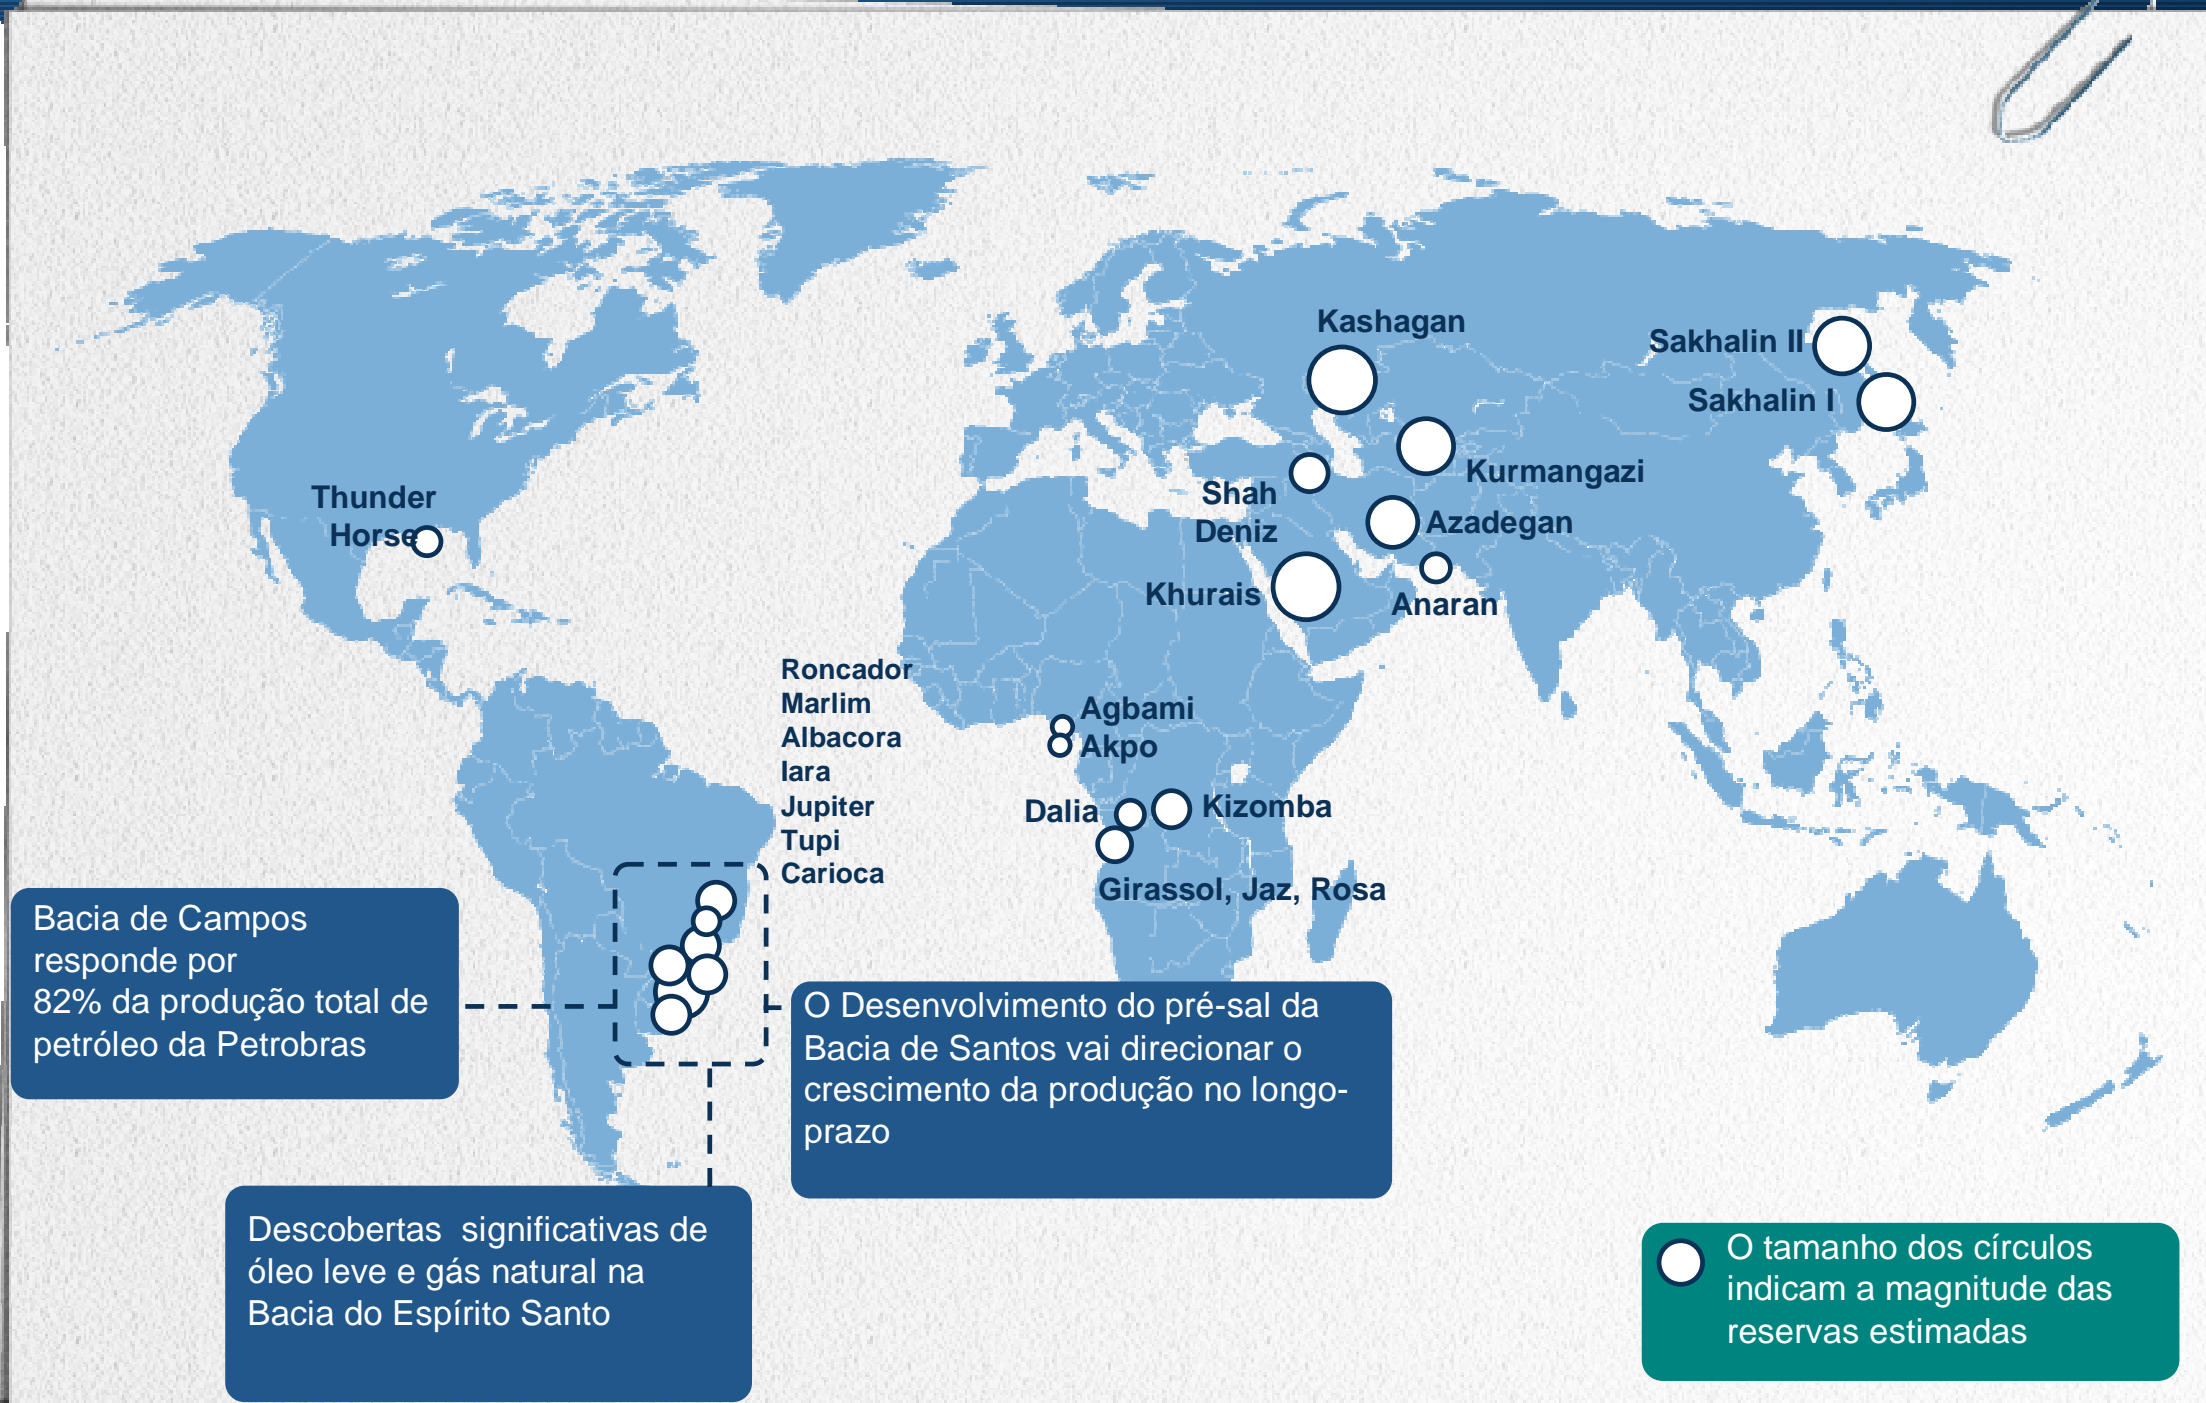 Kashagan
Sakhalin II
Sakhalin I
Kurmangazi
Thunder
Horse
Shah
Deniz
Azadegan
Khurais
Anaran
Roncador
Marlim
Albacora
Iara
Jupiter
Tupi
Carioca
Agbami
Akpo
Dalia
Kizomba
Girassol, Jaz, Rosa
Bacia de Campos
responde por
82% da produção total de
petróleo da Petrobras
O Desenvolvimento do pré-sal da
Bacia de Santos vai direcionar o
crescimento da produção no longo-
prazo
Descobertas significativas de
óleo leve e gás natural na
Bacia do Espírito Santo
O tamanho dos círculos
indicam a magnitude das
reservas estimadas